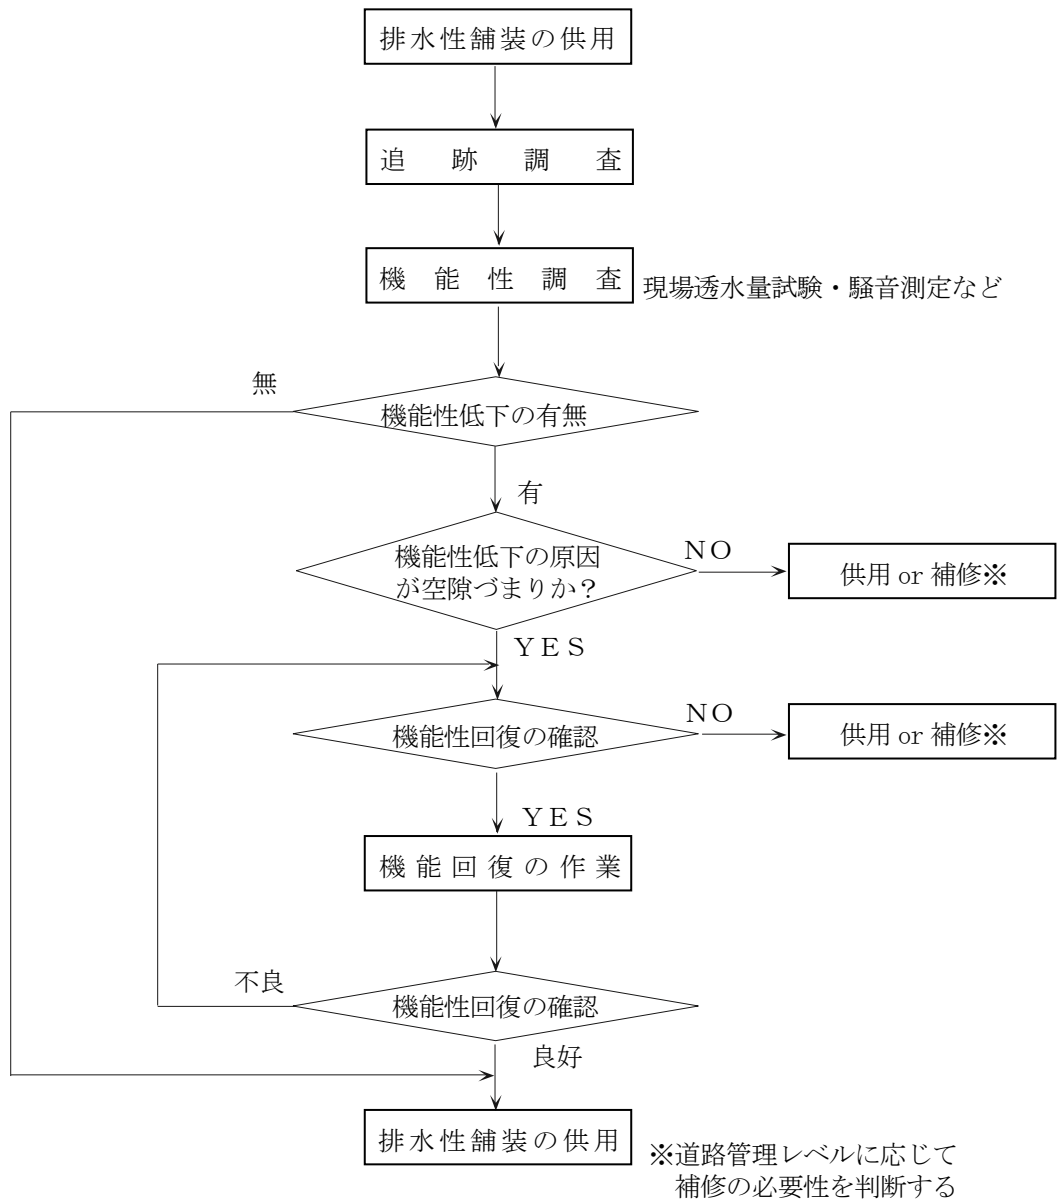 排水性舗装の供用
追跡調査
機能性調査
現場透水量試験・騒音測定など
無
機能性低下の有無
有
機能性低下の原因
が空隙づまりか？
ＮＯ
供用 or 補修※
ＹＥＳ
機能性回復の確認
ＮＯ
供用 or 補修※
ＹＥＳ
機能回復の作業
不良
機能性回復の確認
良好
排水性舗装の供用
※道路管理レベルに応じて
補修の必要性を判断する